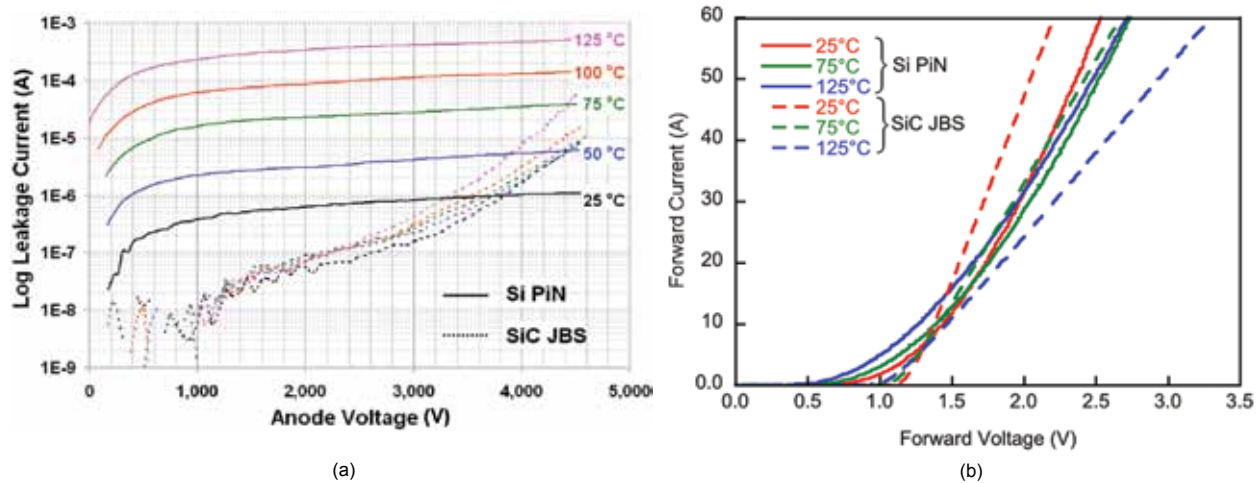 Log Leakage Current (A)
1E-3
1E-4
1E-5
1E-6
1E-7
1E-8
1E-9
125 °C
100 °C
75 °C
50 °C
25 °C
Si PiN
SiC JBS
0
1,000
2,000
3,000
4,000
5,000
Anode Voltage (V)
(a)
Forward Current (A)
60
50
40
30
20
10
0.0
25°C
75°C
125°C
Si PiN
25°C
75°C
125°C
SiC JBS
0.0
0.5
1.0
1.5
2.0
2.5
3.0
3.5
Forward Voltage (V)
(b)